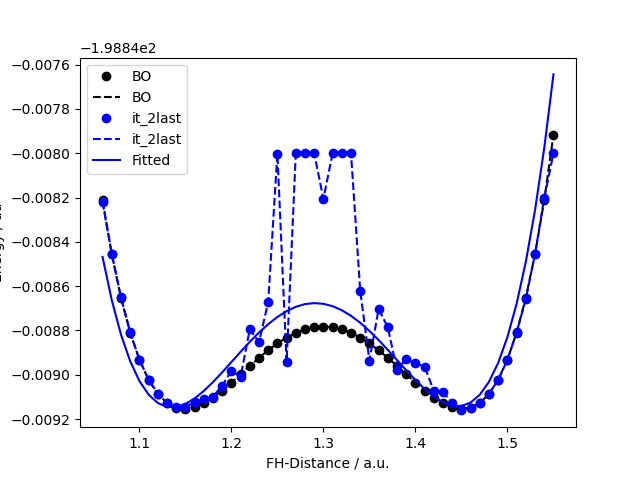 −1.9884e2
−0.0076
−0.0078
−0.0080
−0.0082
−0.0084
−0.0086
−0.0088
−0.0090
−0.0092
BO
BO
it_2last
it_2last
Fitted
1.1 1.2 1.3 1.4 1.5
FH-Distance / a.u.